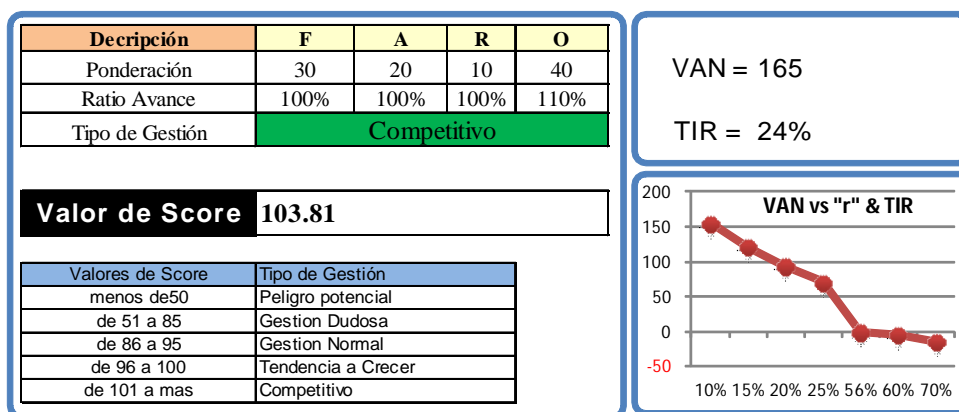 Decripción F A R O
Ponderación 30 20 10 40
Ratio Avance 100% 100% 100% 110%
Tipo de Gestión Competitivo
Valor de Score 103.81
Valores de Score Tipo de Gestión
menos de50 Peligro potencial
de 51 a 85 Gestion Dudosa
de 86 a 95 Gestion Normal
de 96 a 100 Tendencia a Crecer
de 101 a mas Competitivo
VAN = 165
TIR = 24%
VAN vs "r" & TIR
200
150
100
50
0
-50
10% 15% 20% 25% 56% 60% 70%